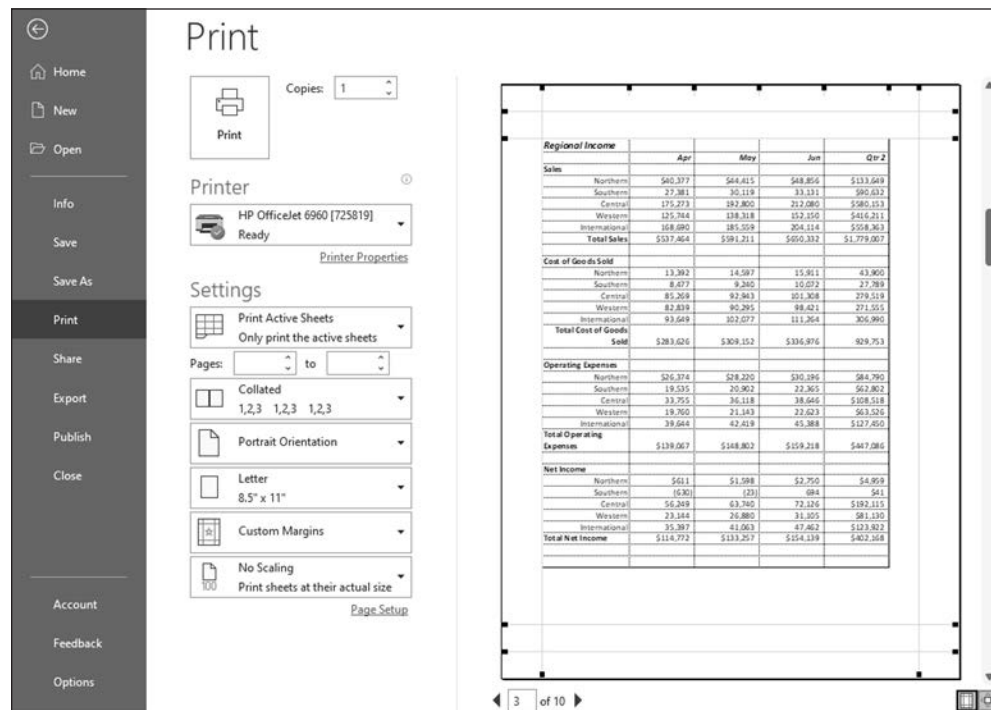 Print
Home
New
Open
Info
Save
Save As
Print
Share
Export
Publish
Close
Account
Feedback
Options
Copies: 1
Print
Printer
HP OfficeJet 6960 [725819]
Ready
Printer Properties
Settings
Print Active Sheets
Only print the active sheets
Pages: to
Collated
1,2,3 1,2,3 1,2,3
Portrait Orientation
Letter
8.5" x 11"
Custom Margins
No Scaling
100
Print sheets at their actual size
Page Setup
Regional Income
Apr May Jun Qtr 2
Sales
Northern $40,377 $44,415 $48,856 $133,649
Southern 27,381 30,119 33,131 $90,632
Central 175,273 192,800 212,080 $580,153
Western 125,744 138,318 152,150 $416,211
International 168,690 185,559 204,114 $558,363
Total Sales $537,464 $591,211 $650,332 $1,779,007
Cost of Goods Sold
Northern 13,392 14,597 15,911 43,900
Southern 8,477 9,240 10,072 27,789
Central 85,269 92,943 101,308 279,519
Western 82,839 90,295 98,421 271,555
International 93,649 102,077 111,264 306,990
Total Cost of Goods
Sold $283,626 $309,152 $336,976 929,753
Operating Expenses
Northern $26,374 $28,220 $30,196 $84,790
Southern 19,535 20,902 22,365 $62,802
Central 33,755 36,118 38,646 $108,518
Western 19,760 21,143 22,623 $63,526
International 39,644 42,419 45,388 $127,450
Total Operating
Expenses $139,067 $148,802 $159,218 $447,086
Net Income
Northern $611 $1,598 $2,750 $4,959
Southern (630) (23) 694 $41
Central 56,249 63,740 72,126 $192,115
Western 23,144 26,880 31,105 $81,130
International 35,397 41,063 47,462 $123,922
Total Net Income $114,772 $133,257 $154,139 $402,168
3 of 10